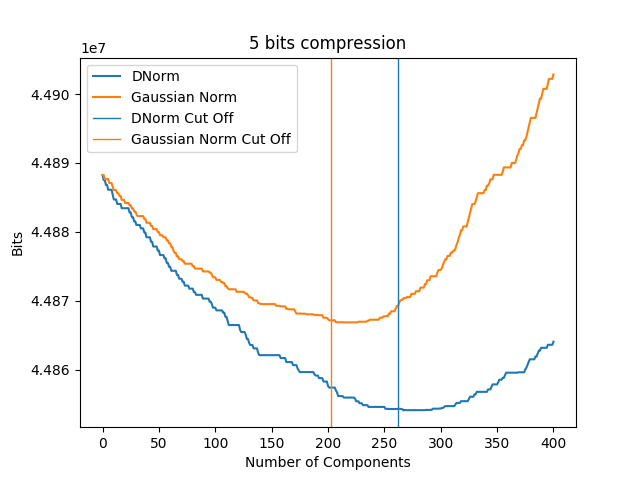 5 bits compression
1e7
DNorm
Gaussian Norm
DNorm Cut Off
Gaussian Norm Cut Off
4.490
4.489
4.488
4.487
4.486
Bits
0 50 100 150 200 250 300 350 400
Number of Components